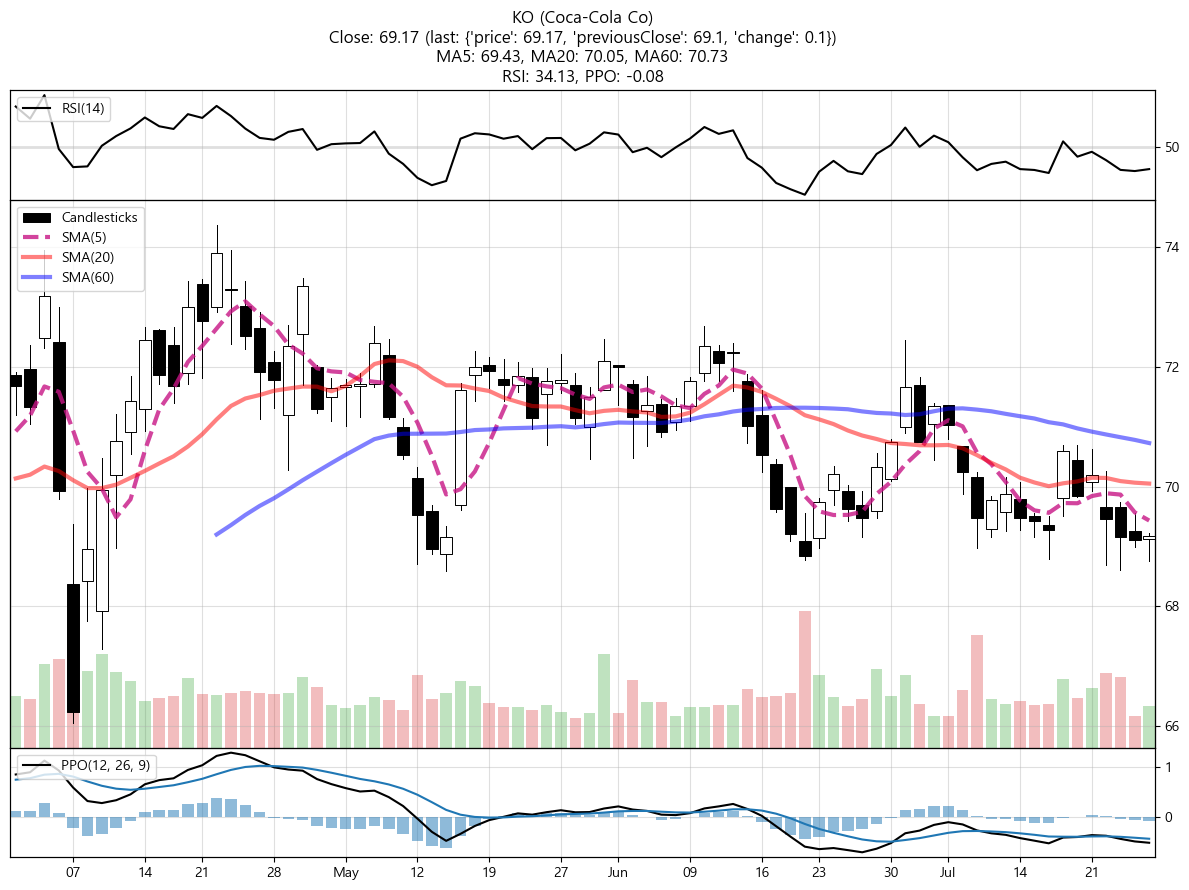 KO (Coca-Cola Co)
Close: 69.17 (last: {'price': 69.17, 'previousClose': 69.1, 'change': 0.1})
MA5: 69.43, MA20: 70.05, MA60: 70.73
RSI: 34.13, PPO: -0.08
RSI(14)
50
Candlesticks
SMA(5)
SMA(20)
SMA(60)
74
72
70
68
66
PPO(12, 26, 9)
1
0
07 14 21 28 May 12 19 27 Jun 09 16 23 30 Jul 14 21